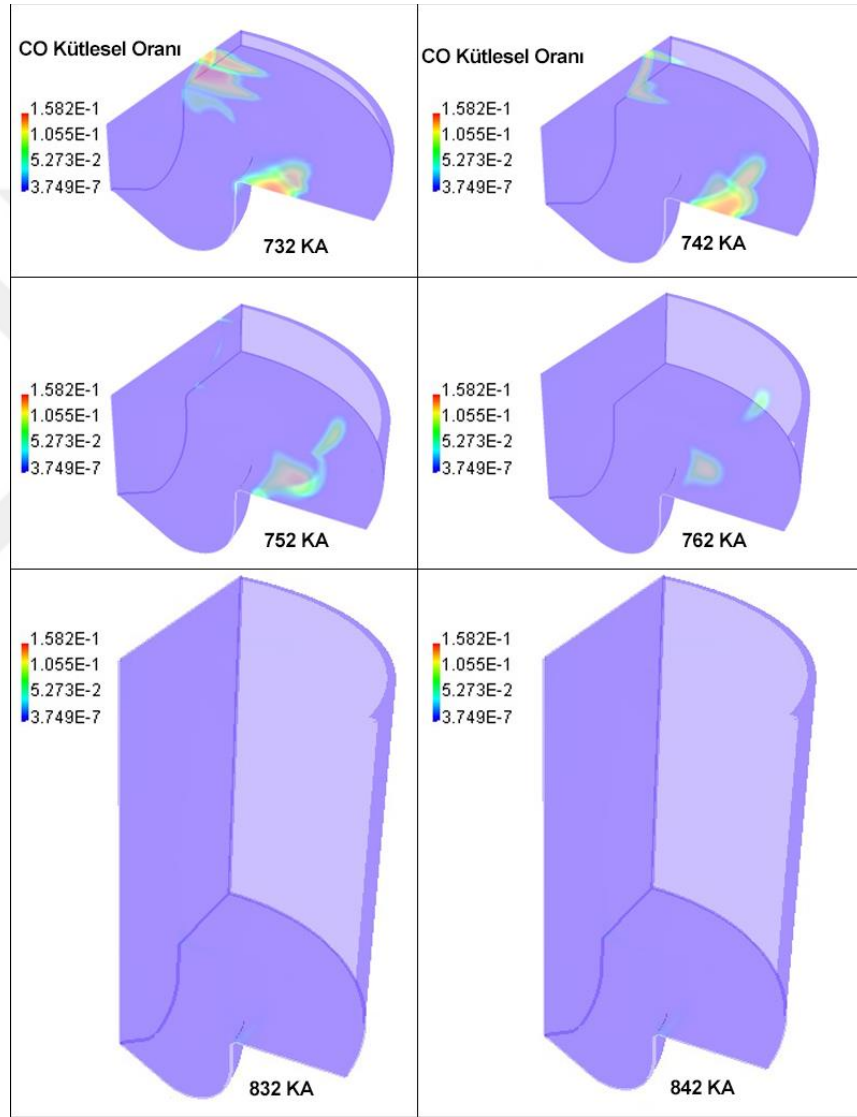 CO Kütlesel Oranı
1.582E-1
1.055E-1
5.273E-2
3.749E-7
732 KA
CO Kütlesel Oranı
1.582E-1
1.055E-1
5.273E-2
3.749E-7
742 KA
1.582E-1
1.055E-1
5.273E-2
3.749E-7
752 KA
1.582E-1
1.055E-1
5.273E-2
3.749E-7
762 KA
1.582E-1
1.055E-1
5.273E-2
3.749E-7
832 KA
1.582E-1
1.055E-1
5.273E-2
3.749E-7
842 KA